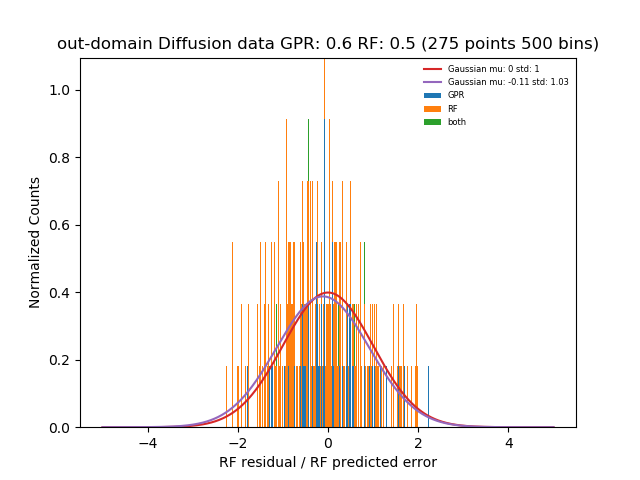 out-domain Diffusion data GPR: 0.6 RF: 0.5 (275 points 500 bins)
Gaussian mu: 0 std: 1
Gaussian mu: -0.11 std: 1.03
GPR
RF
both
Normalized Counts
1.0
0.8
0.6
0.4
0.2
0.0
−4 −2 0 2 4
RF residual / RF predicted error